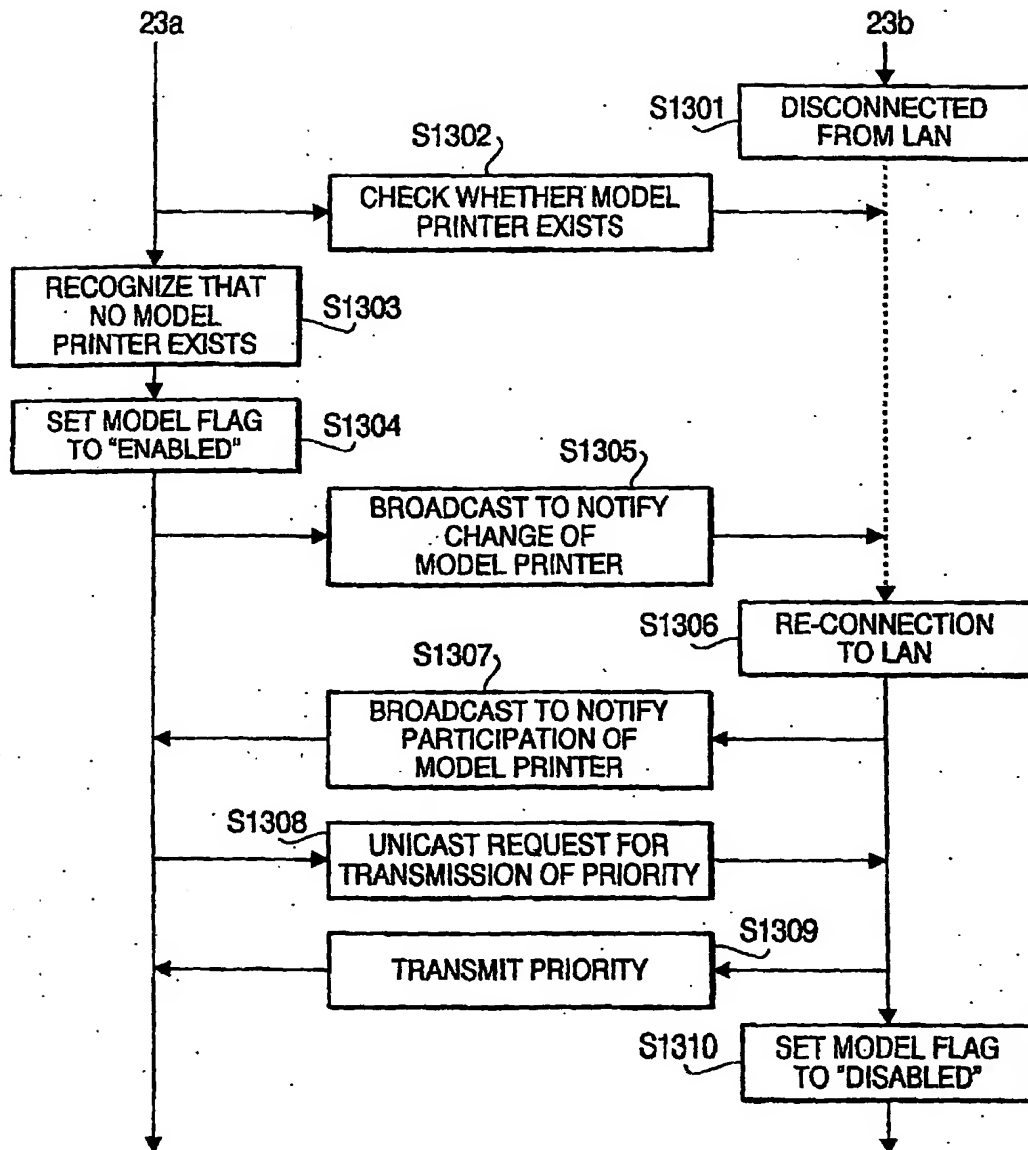 23a
23b
S1301
DISCONNECTED
FROM LAN
S1302
CHECK WHETHER MODEL
PRINTER EXISTS
RECOGNIZE THAT
NO MODEL
PRINTER EXISTS
S1303
SET MODEL FLAG
TO "ENABLED"
S1304
S1305
BROADCAST TO NOTIFY
CHANGE OF
MODEL PRINTER
S1306
RE-CONNECTION
TO LAN
S1307
BROADCAST TO NOTIFY
PARTICIPATION OF
MODEL PRINTER
S1308
UNICAST REQUEST FOR
TRANSMISSION OF PRIORITY
S1309
TRANSMIT PRIORITY
S1310
SET MODEL FLAG
TO "DISABLED"